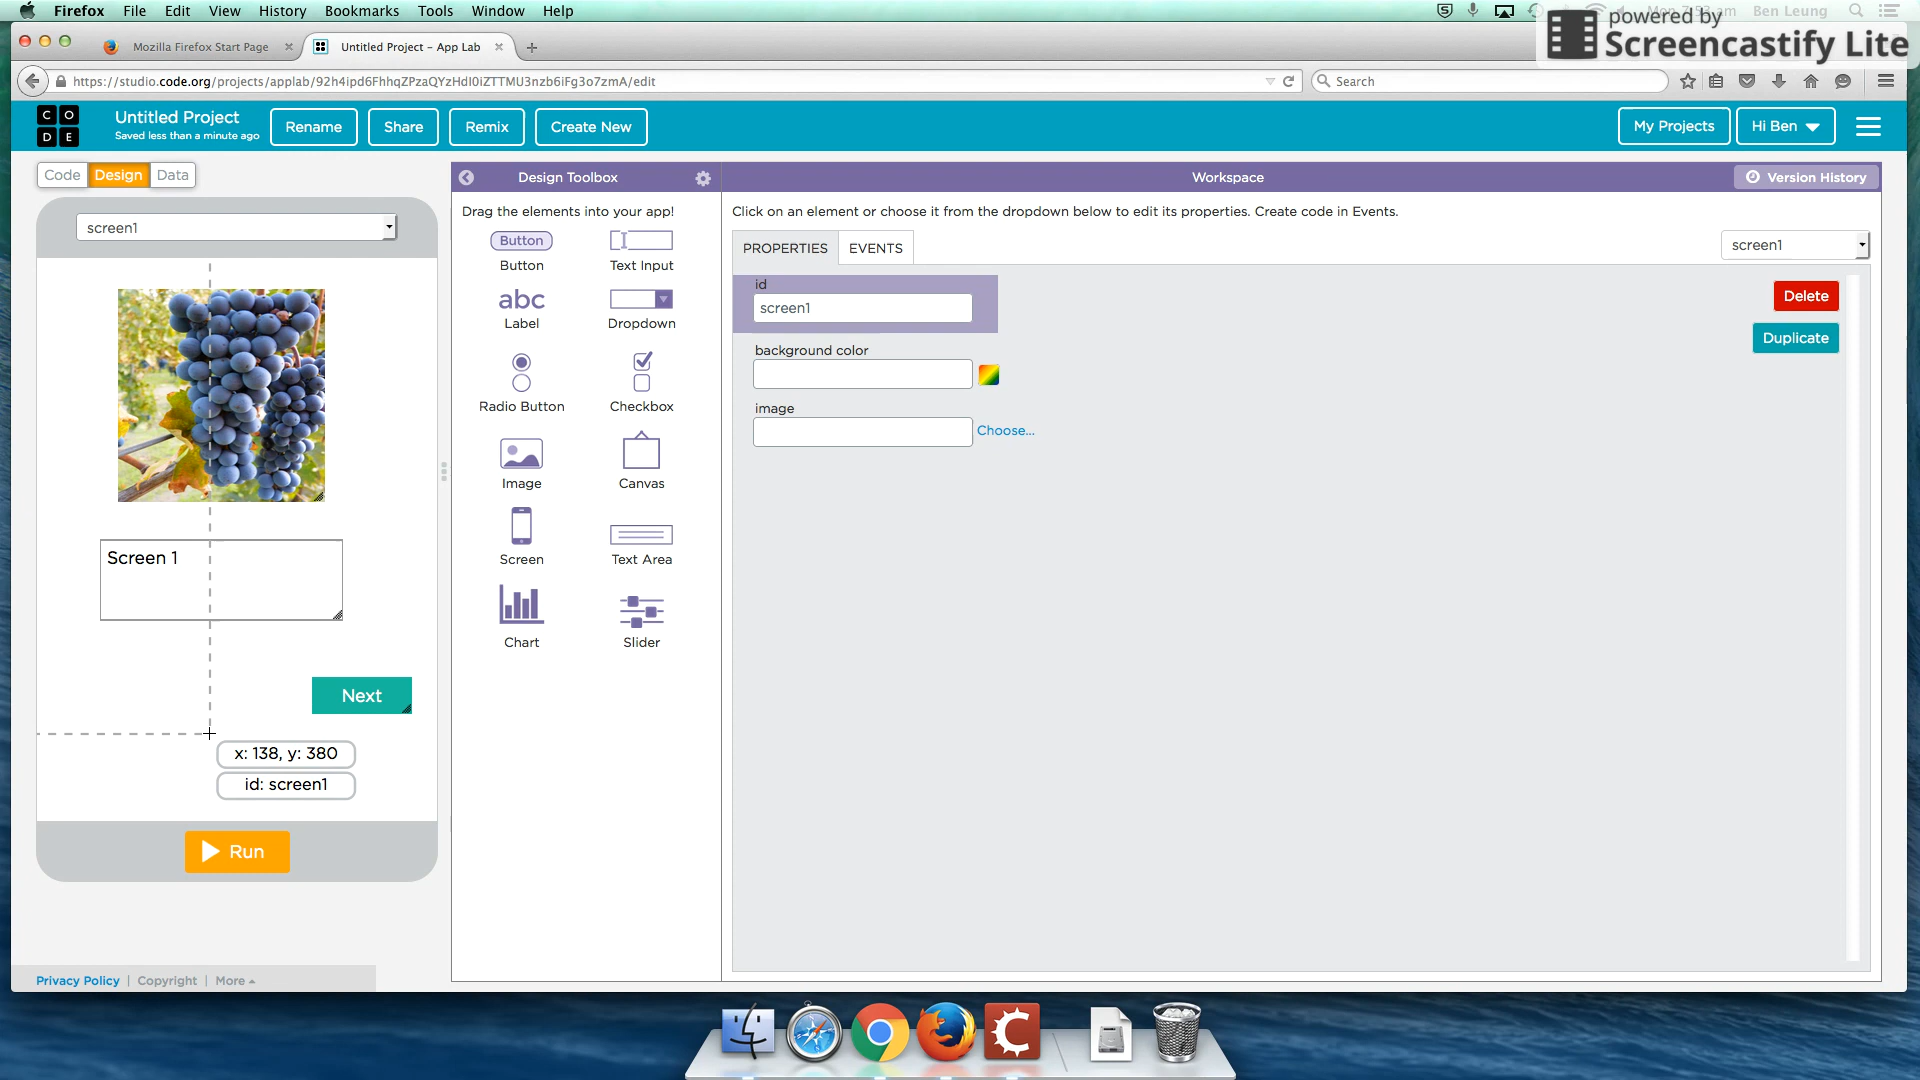 Firefox File Edit View History Bookmarks Tools Window Help
Ben Leung
powered by
Screencastify Lite
Mozilla Firefox Start Page
Untitled Project - App Lab
https://studio.code.org/projects/applab/92h4ipd6FhhqZPzaQYzHdI0iZTTMU3nzb6iFg3o7zmA/edit
Search
C O
D E
Untitled Project
Saved less than a minute ago
Rename
Share
Remix
Create New
My Projects
Hi Ben
Code
Design
Data
Design Toolbox
Workspace
Version History
screen1
Drag the elements into your app!
Click on an element or choose it from the dropdown below to edit its properties. Create code in Events.
Button
Button
Text Input
PROPERTIES
EVENTS
screen1
abc
Label
Dropdown
Radio Button
Checkbox
Image
Canvas
Screen
Text Area
Chart
Slider
id
screen1
background color
image
Choose...
Delete
Duplicate
Screen 1
Next
x: 138, y: 380
id: screen1
Run
Privacy Policy | Copyright | More